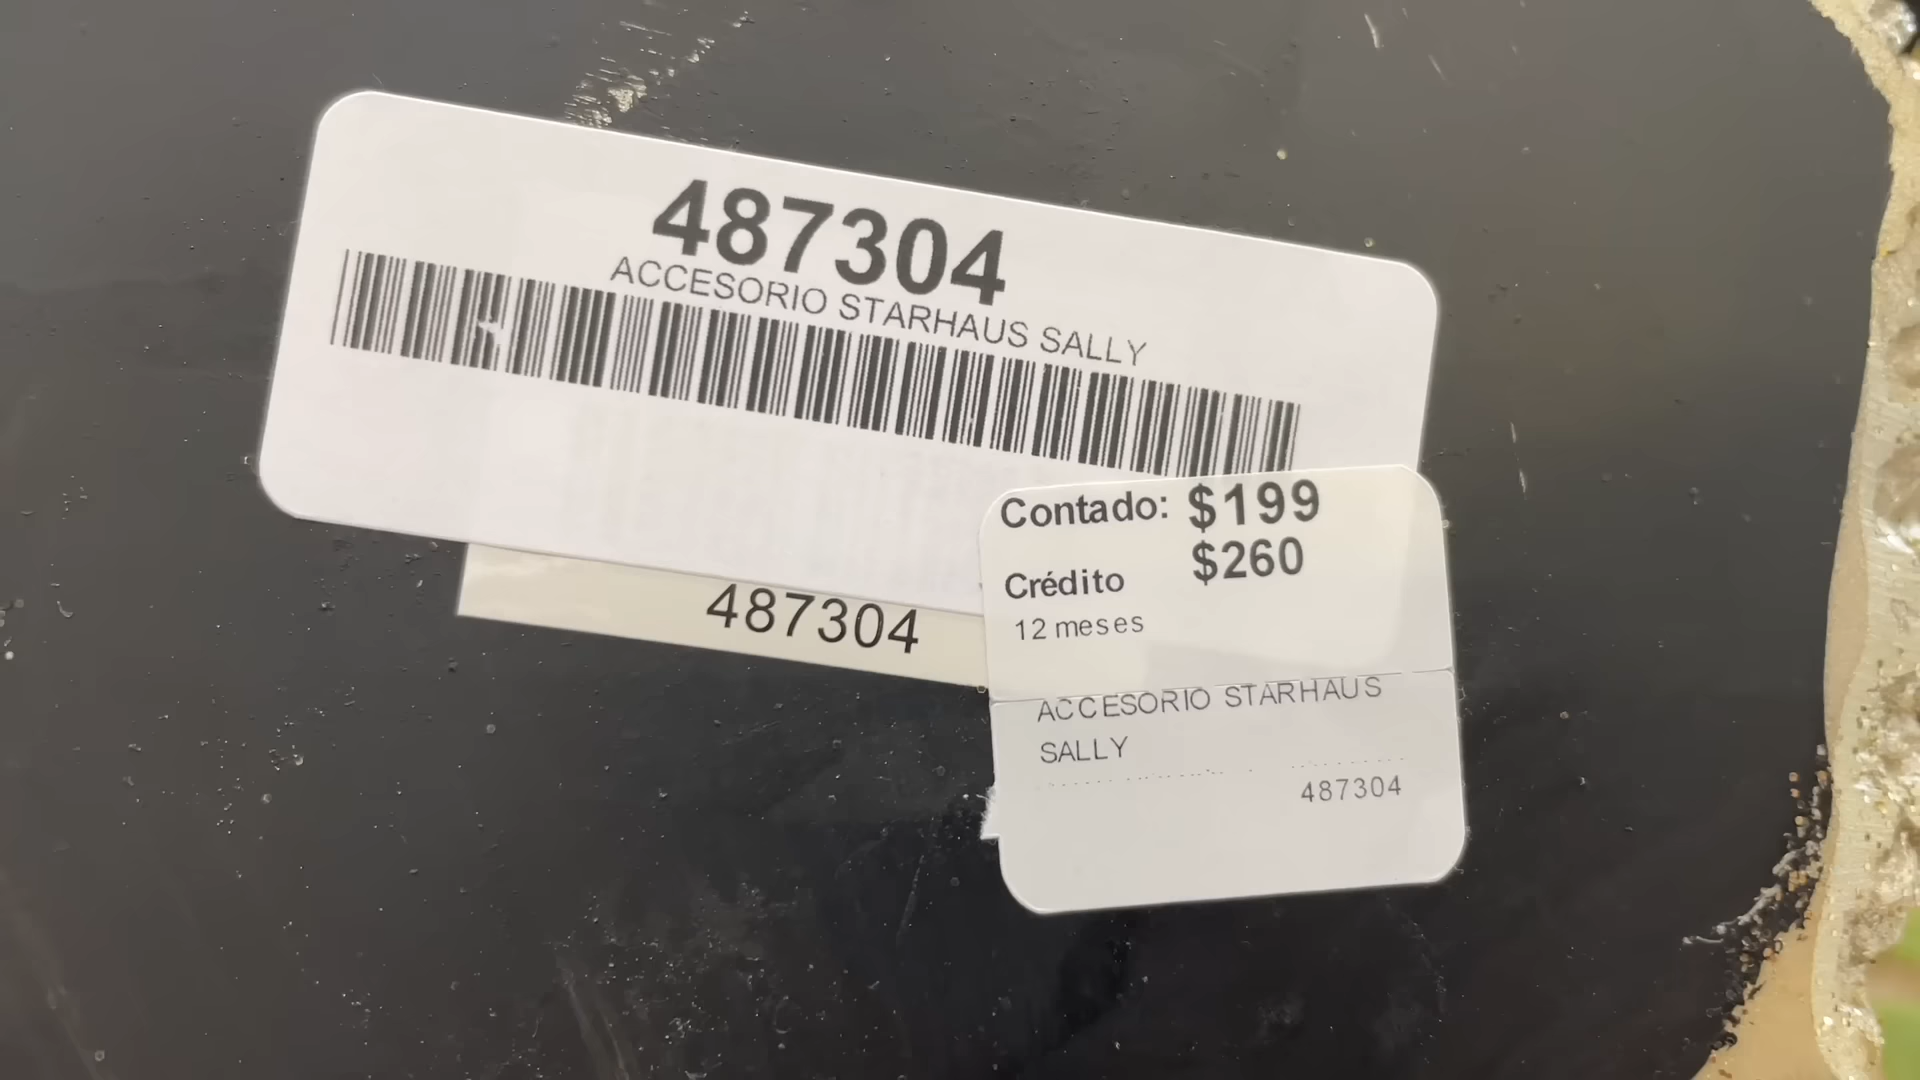 487304
ACCESORIO STARHAUS SALLY
487304
Contado: $199
$260
Crédito
12 meses
ACCESORIO STARHAUS
SALLY
487304